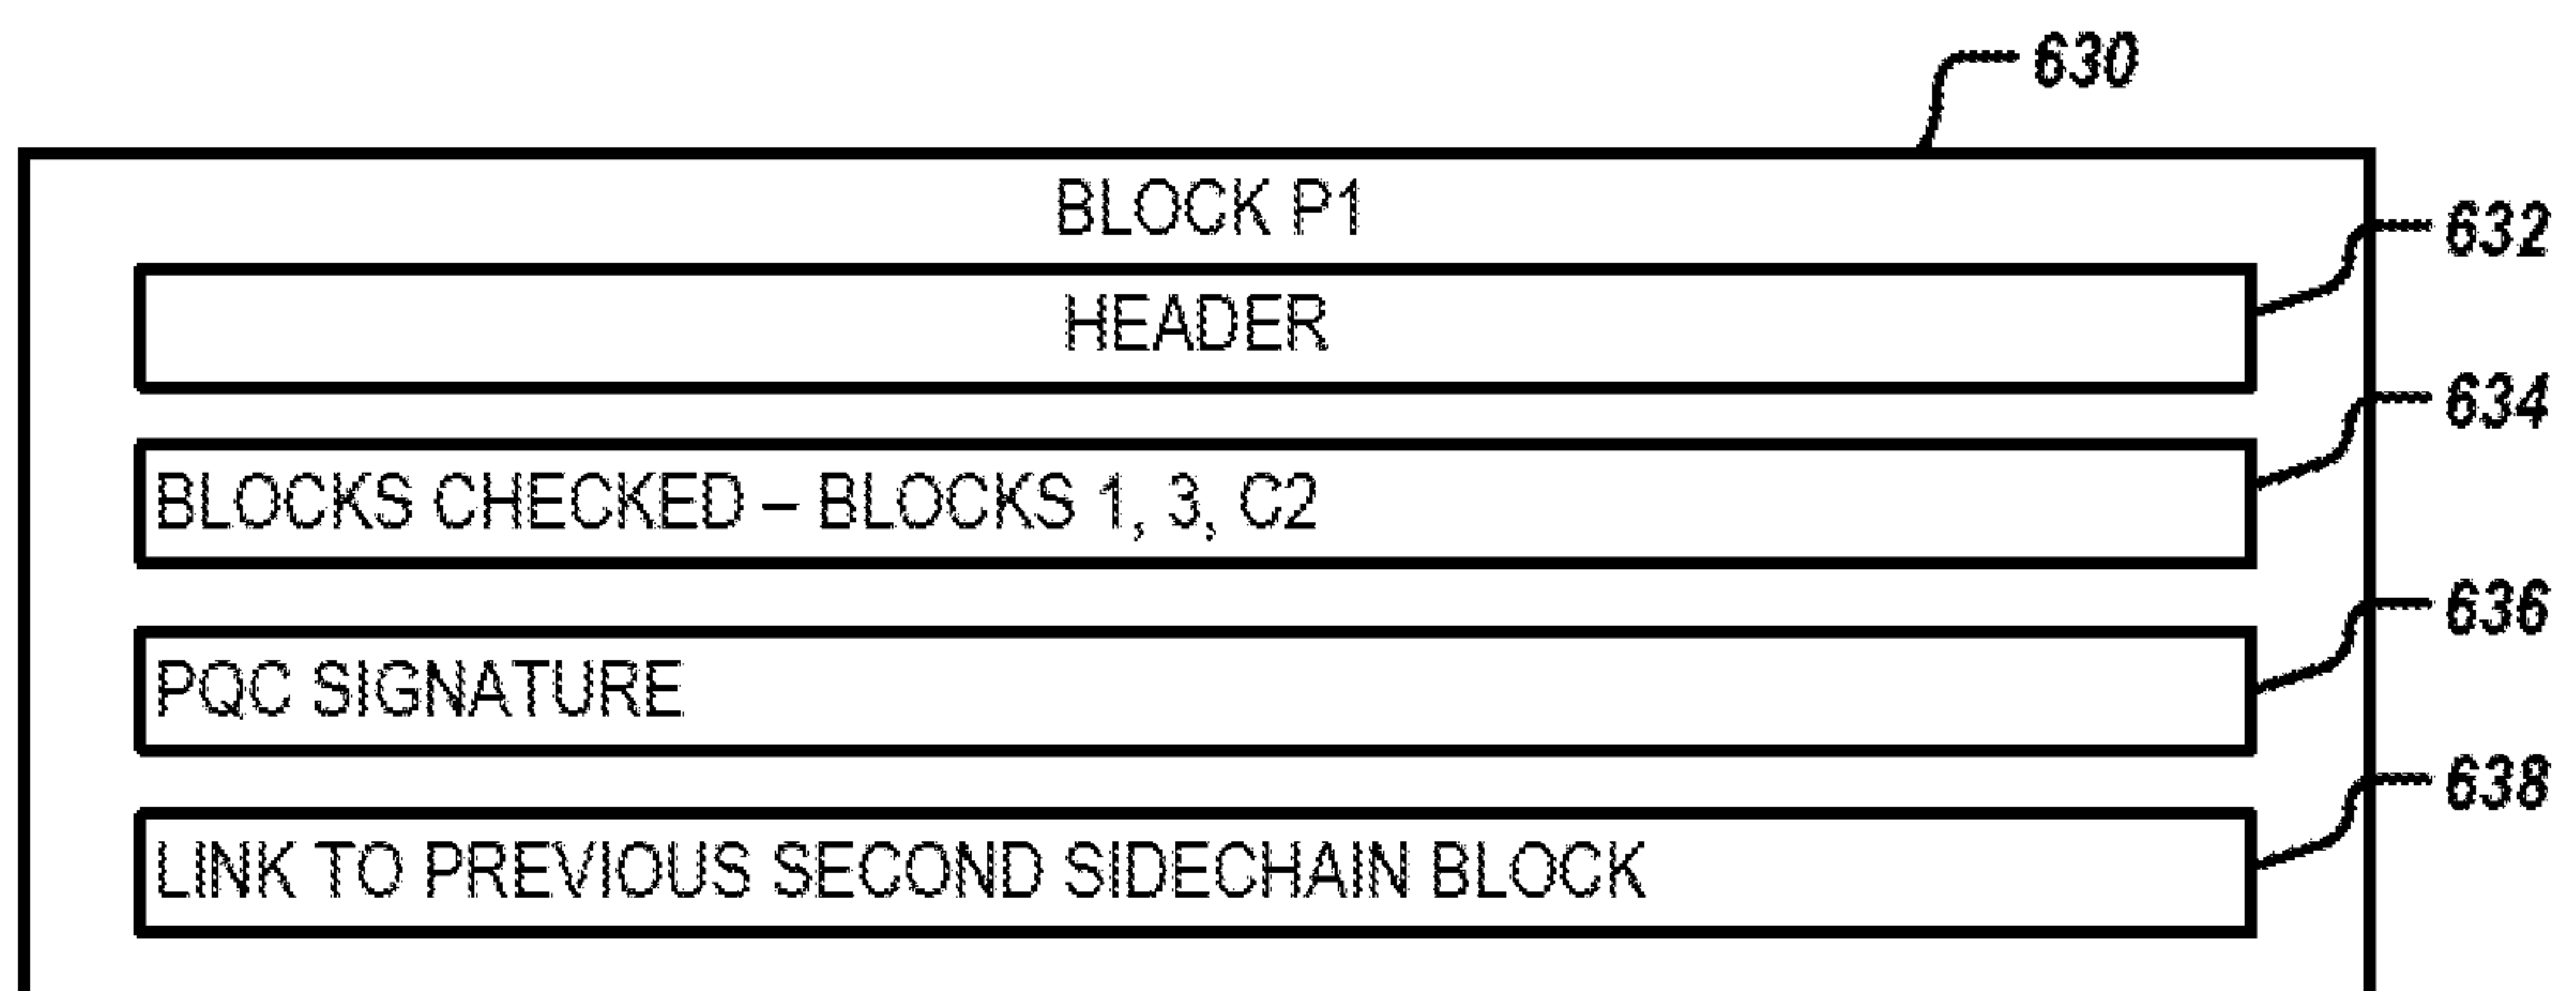 630
BLOCK P1
632
HEADER
634
BLOCKS CHECKED – BLOCKS 1, 3, C2
636
PQC SIGNATURE
638
LINK TO PREVIOUS SECOND SIDECHAIN BLOCK